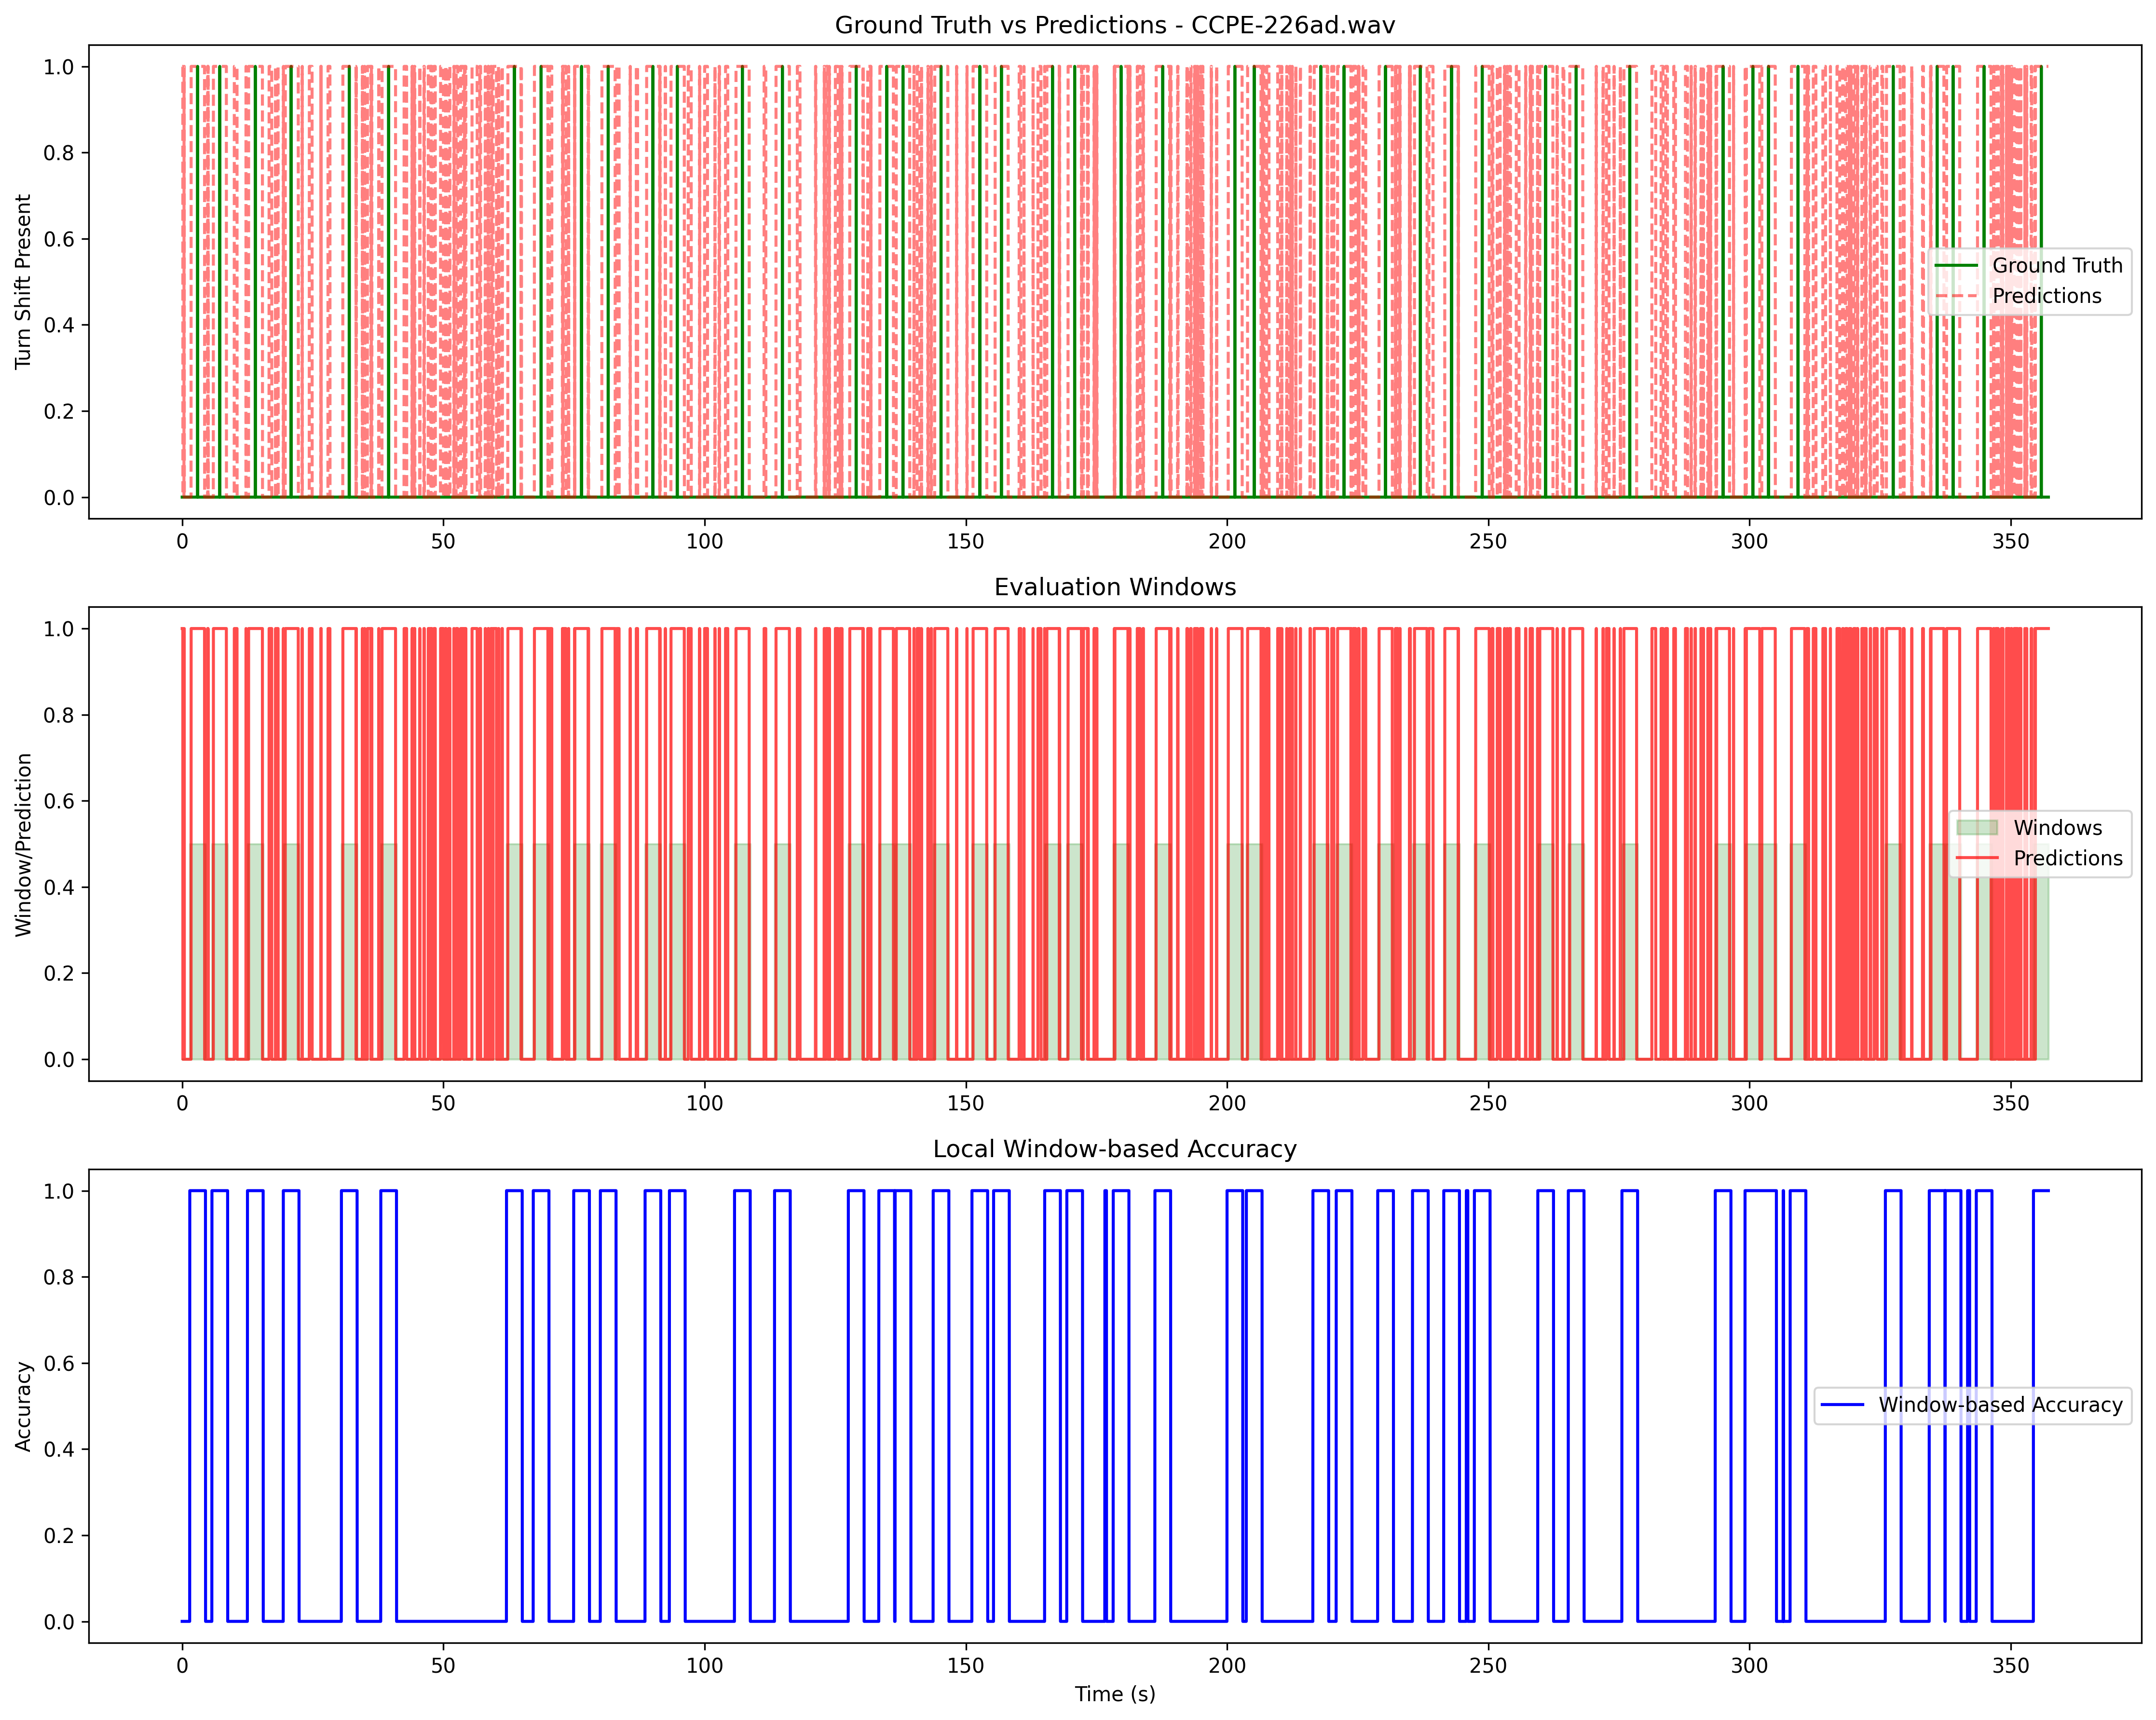 Ground Truth vs Predictions - CCPE-226ad.wav
Turn Shift Present
1.0
0.8
0.6
0.4
0.2
0.0
Ground Truth
Predictions
0 50 100 150 200 250 300 350
Evaluation Windows
Window/Prediction
1.0
0.8
0.6
0.4
0.2
0.0
Windows
Predictions
0 50 100 150 200 250 300 350
Local Window-based Accuracy
Accuracy
1.0
0.8
0.6
0.4
0.2
0.0
Window-based Accuracy
0 50 100 150 200 250 300 350
Time (s)